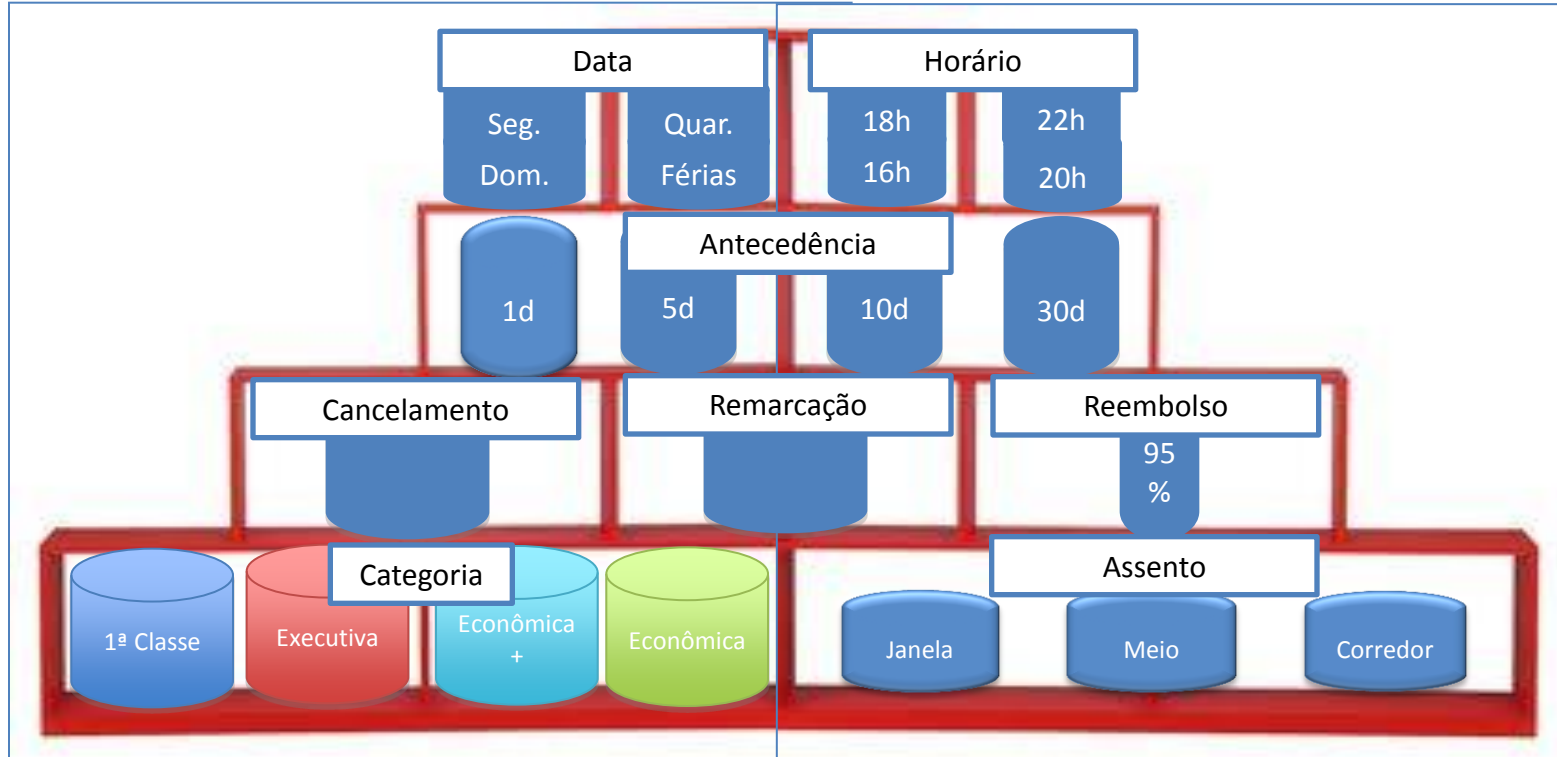 Data
Horário
Seg.
Quar.
18h
22h
Dom.
Férias
16h
20h
Antecedência
1d
5d
10d
30d
Cancelamento
Remarcação
Reembolso
95
%
Categoria
Assento
1ª Classe
Executiva
Econômica
+
Econômica
Janela
Meio
Corredor